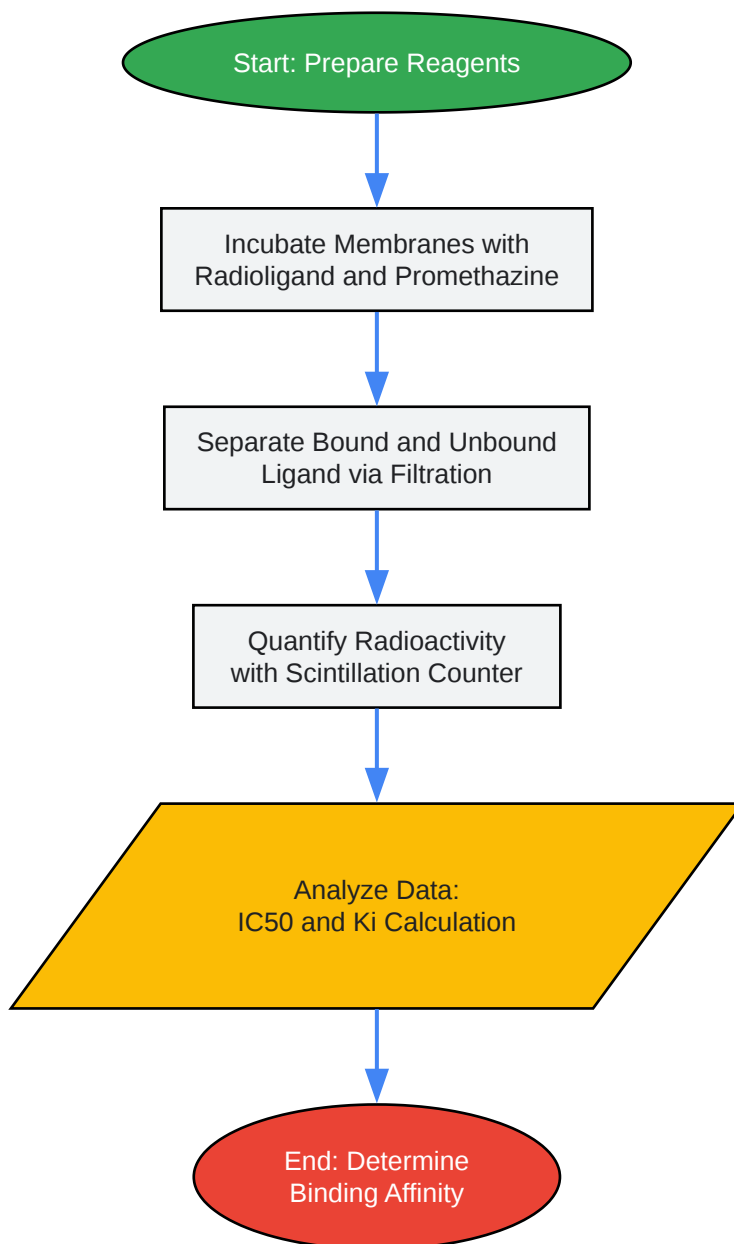 Start: Prepare Reagents
Incubate Membranes with
Radioligand and Promethazine
Separate Bound and Unbound
Ligand via Filtration
Quantify Radioactivity
with Scintillation Counter
Analyze Data:
IC50 and Ki Calculation
End: Determine
Binding Affinity